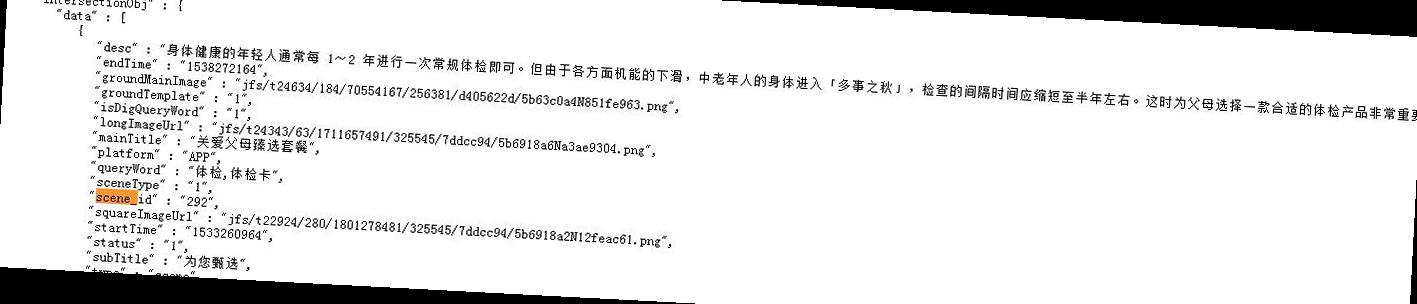 intersectionObj" : {
"data" : [
{
"desc" : "身体健康的年轻人通常每 1～2 年进行一次常规体检即可。但由于各方面机能的下滑，中老年人的身体进入「多事之秋」，检查的间隔时间应缩短至半年左右。这时为父母选择一款合适的体检产品非常重要
"endTime" : "1538272164",
"groundMainImage" : "jfs/t24634/184/70554167/256381/d405622d/5b63c0a4N851fe963.png",
"groundTemplate" : "1",
"isDigQueryWord" : "1",
"longImageUrl" : "jfs/t24343/63/1711657491/325545/7ddcc94/5b6918a6Na3ae9304.png",
"mainTitle" : "关爱父母臻选套餐",
"platform" : "APP",
"queryWord" : "体检,体检卡",
"sceneType" : "1",
"scene_id" : "292",
"squareImageUrl" : "jfs/t22924/280/1801278481/325545/7ddcc94/5b6918a2N12feac61.png",
"startTime" : "1533260964",
"status" : "1",
"subTitle" : "为您甄选",
"type" : "scene"